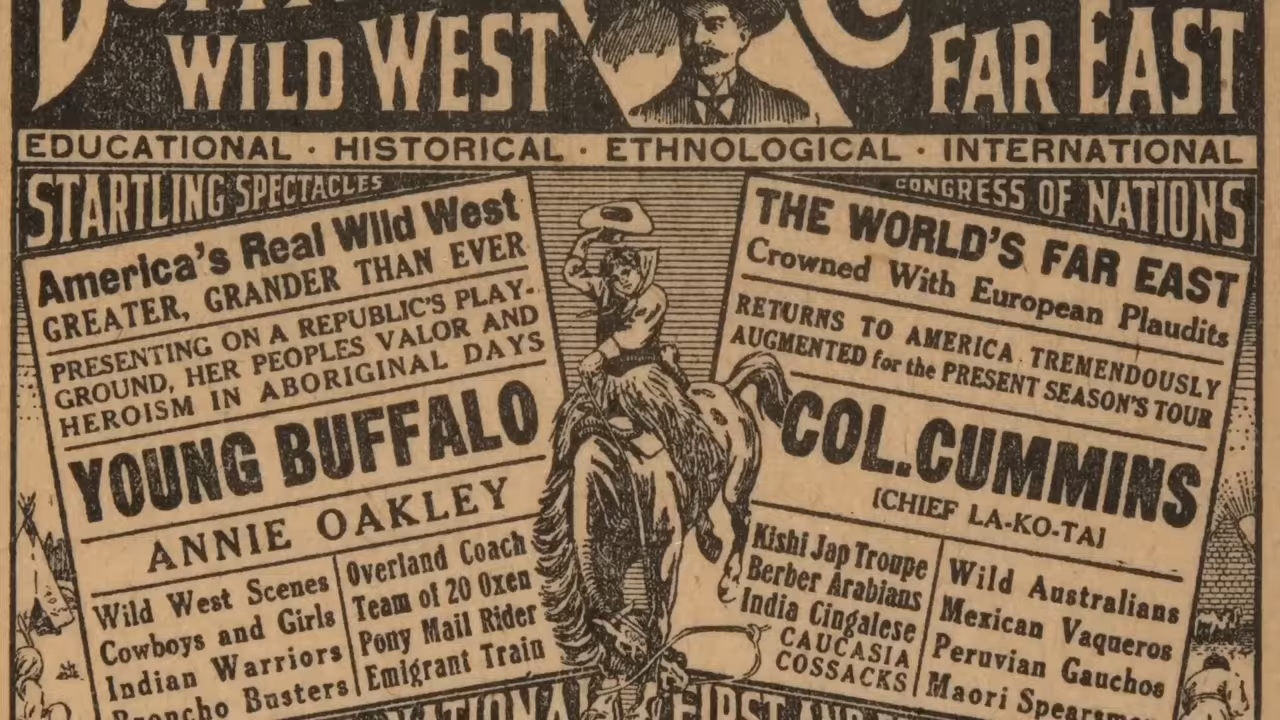 WILD WEST
FAR EAST
EDUCATIONAL · HISTORICAL · ETHNOLOGICAL · INTERNATIONAL
STARTLING SPECTACLES
America's Real Wild West
GREATER, GRANDER THAN EVER
PRESENTING ON A REPUBLIC'S PLAY-
GROUND, HER PEOPLES VALOR AND
HEROISM IN ABORIGINAL DAYS
YOUNG BUFFALO
ANNIE OAKLEY
Wild West Scenes
Cowboys and Girls
Indian Warriors
Broncho Busters
Overland Coach
Team of 20 Oxen
Pony Mail Rider
Emigrant Train
CONGRESS OF NATIONS
THE WORLD'S FAR EAST
Crowned With European Plaudits
RETURNS TO AMERICA TREMENDOUSLY
AUGMENTED for the PRESENT SEASON'S TOUR
COL. CUMMINS
[CHIEF LA-KO-TA]
Kishi Jap Troupe
Berber Arabians
India Cingalese
CAUCASIA
COSSACKS
Wild Australians
Mexican Vaqueros
Peruvian Gauchos
Maori